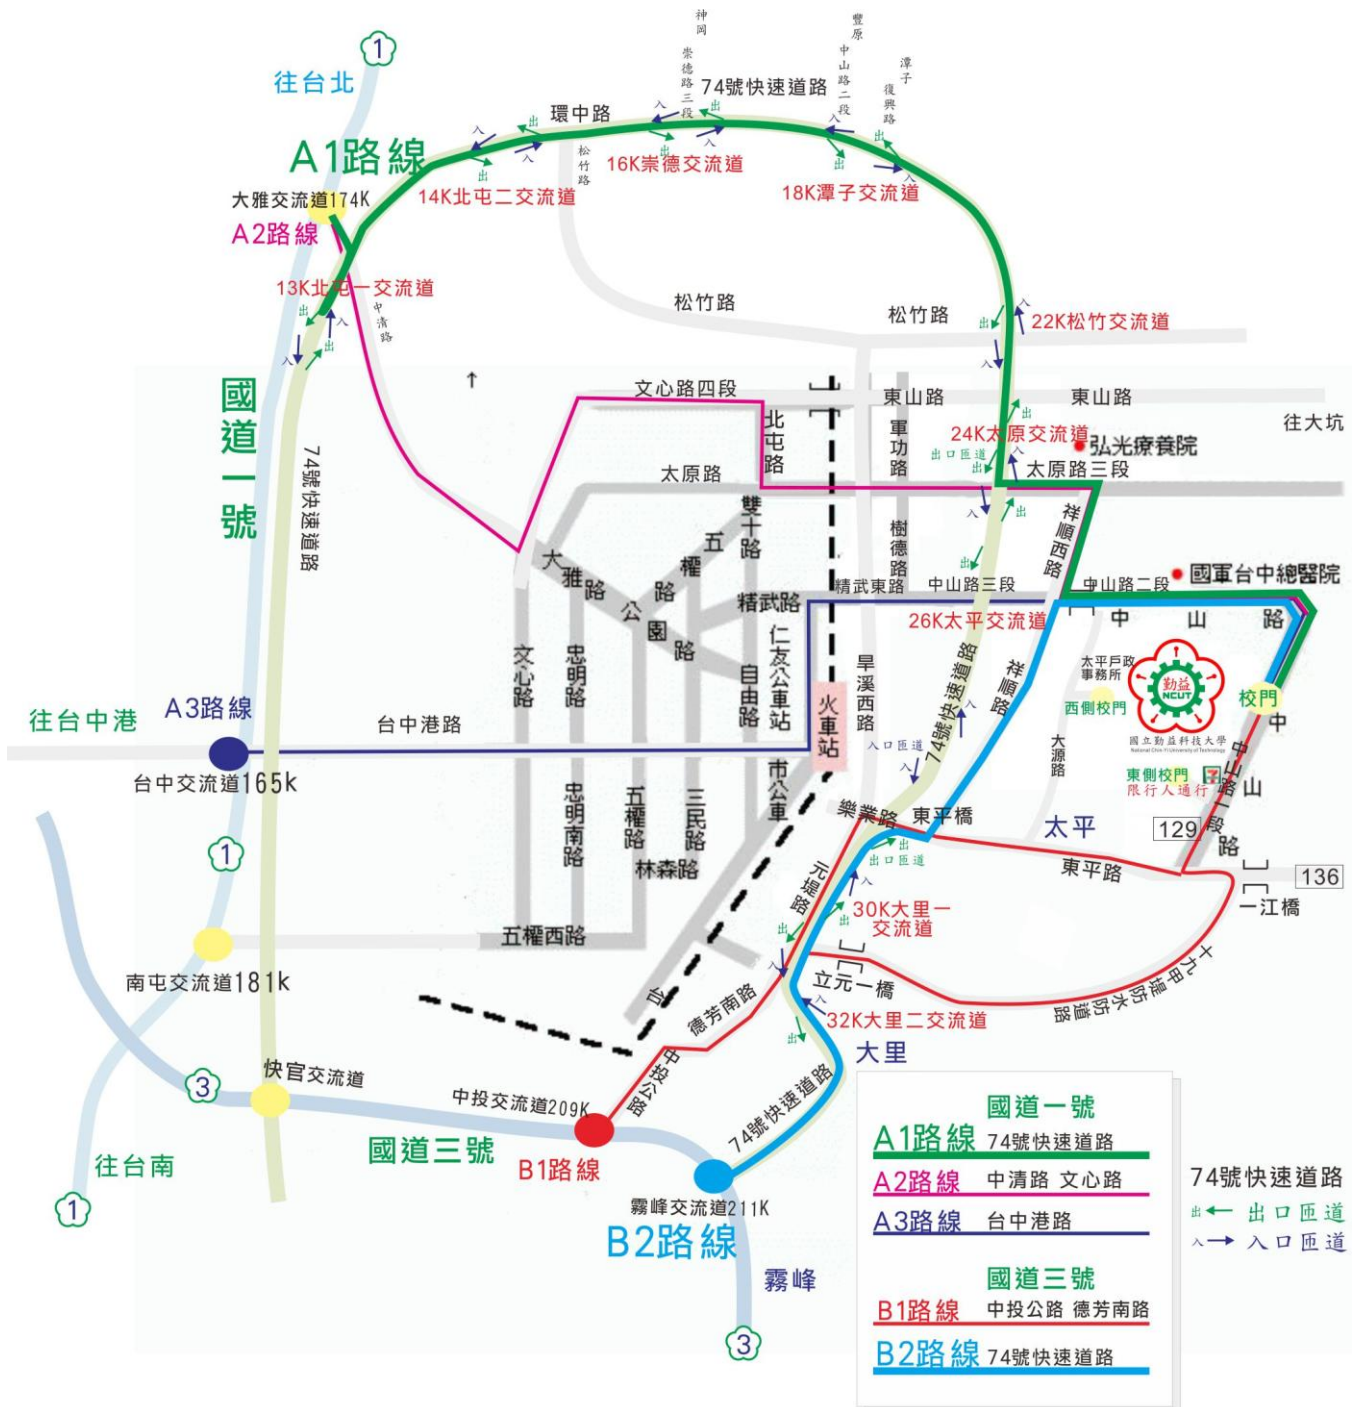 1
往台北
神岡
崇德路三段
豐原
中山路二段
潭子
復興路
74號快速道路
環中路
A1路線
松竹路
16K崇德交流道
14K北屯二交流道
18K潭子交流道
大雅交流道174K
A2路線
13K北屯一交流道
中清路
松竹路
松竹路
22K松竹交流道
國道一號
74號快速道路
文心路四段
東山路
東山路
往大坑
北屯路
軍功路
24K太原交流道
弘光療養院
出口匝道
太原路
太原路三段
雙十路
五權路
樹德路
祥順西路
大雅路
公園路
精武路
精武東路
中山路三段
中山路二段
國軍台中總醫院
26K太平交流道
中山路
文心路
忠明路
自由路
仁友公車站
火車站
旱溪西路
74號快速道路
祥順路
太平戶政
事務所
西側校門
勤益
NCUT
國立勤益科技大學
National Chin-Yi University of Technology
校門
中山路
中山路一段
大源路
東側校門
限行人通行
A3路線
往台中港
台中港路
台中交流道165k
入口匝道
市公車
忠明南路
五權路
三民路
林森路
樂業路
東平橋
太平
129
東平路
136
一江橋
出口匝道
元堤路
30K大里一
交流道
1
五權西路
南屯交流道181k
台
立元一橋
十九甲堤防水防道路
德芳南路
32K大里二交流道
大里
中投公路
快官交流道
3
中投交流道209K
74號快速道路
國道三號
B1路線
往台南
1
霧峰交流道211K
B2路線
霧峰
3
國道一號
A1路線 74號快速道路
A2路線 中清路 文心路
A3路線 台中港路
國道三號
B1路線 中投公路 德芳南路
B2路線 74號快速道路
74號快速道路
出 出口匝道
入 入口匝道